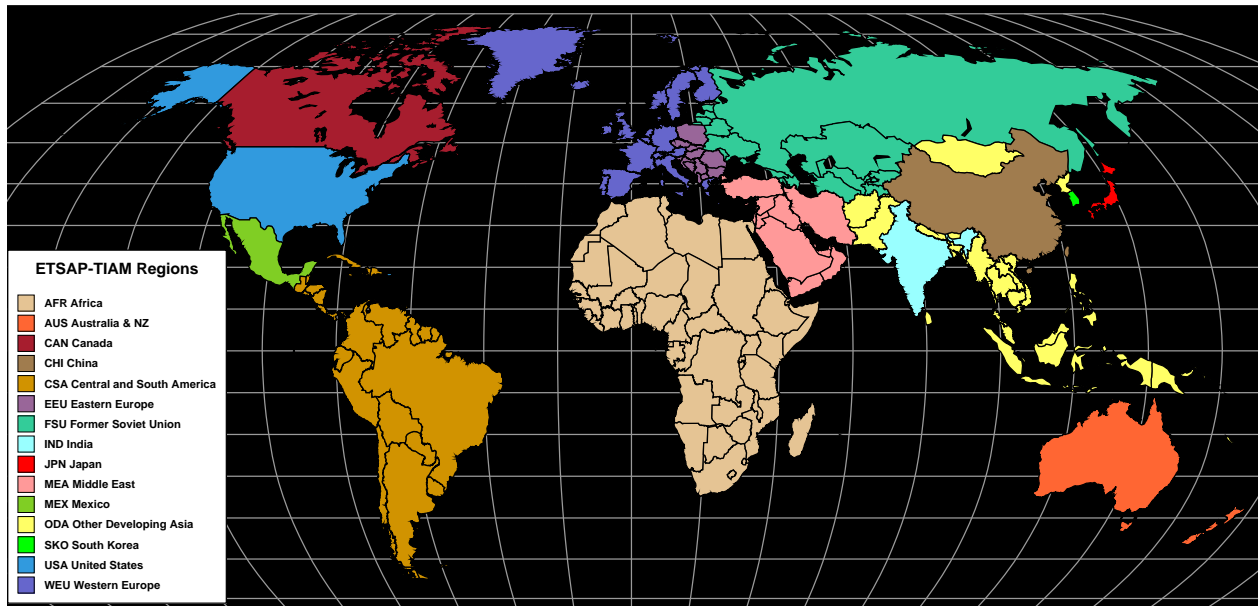 ETSAP-TIAM Regions
AFR Africa
AUS Australia & NZ
CAN Canada
CHI China
CSA Central and South America
EEU Eastern Europe
FSU Former Soviet Union
IND India
JPN Japan
MEA Middle East
MEX Mexico
ODA Other Developing Asia
SKO South Korea
USA United States
WEU Western Europe